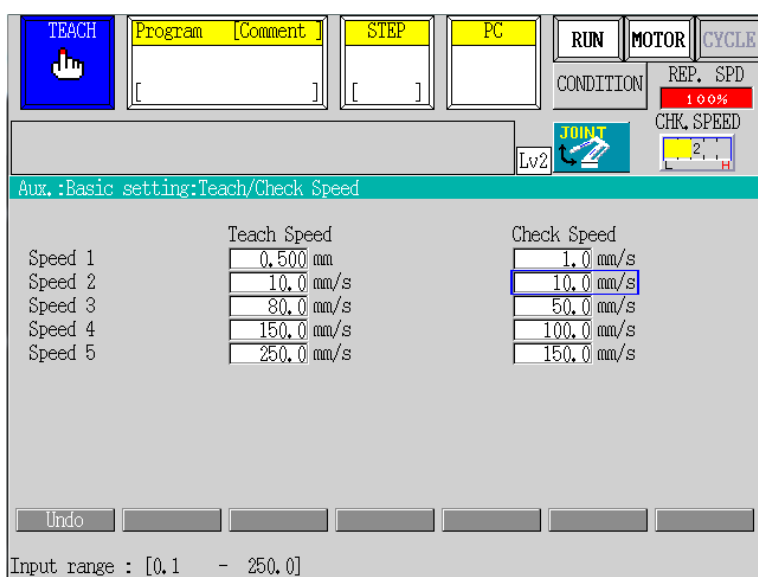 TEACH Program [Comment ] STEP PC RUN MOTOR CYCLE
[ ] [ ] CONDITION REP. SPD
100%
Lv2 JOINT CHK.SPEED
2
L H
Aux.:Basic setting:Teach/Check Speed
Teach Speed Check Speed
Speed 1 0.500 mm 1.0 mm/s
Speed 2 10.0 mm/s 10.0 mm/s
Speed 3 80.0 mm/s 50.0 mm/s
Speed 4 150.0 mm/s 100.0 mm/s
Speed 5 250.0 mm/s 150.0 mm/s
Undo
Input range : [0.1 - 250.0]